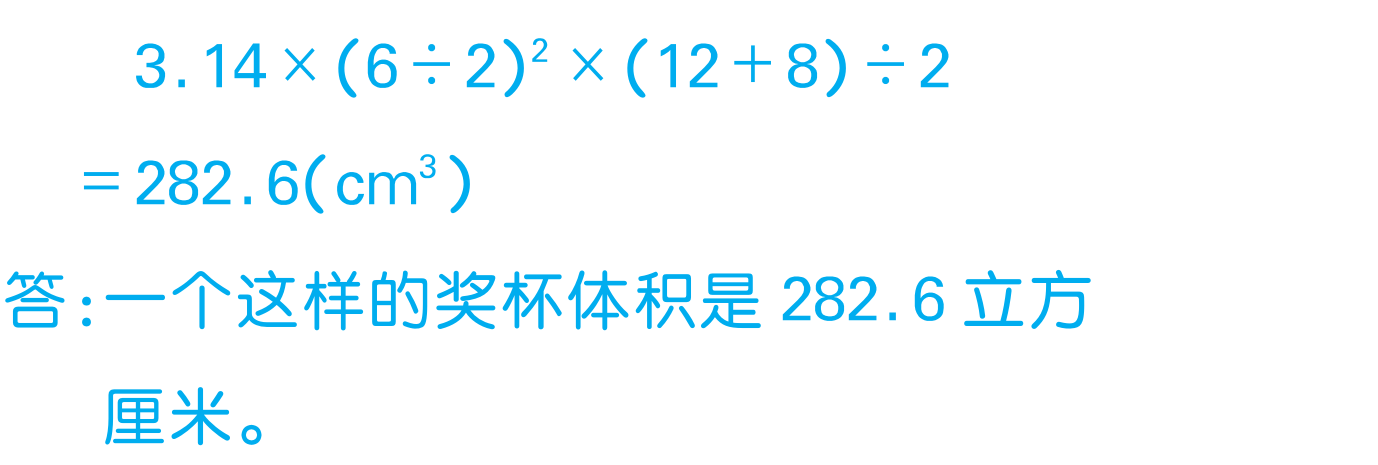 3.14×(6÷2)²×(12+8)÷2
=282.6(cm³)
答:一个这样的奖杯体积是 282.6 立方
厘米。